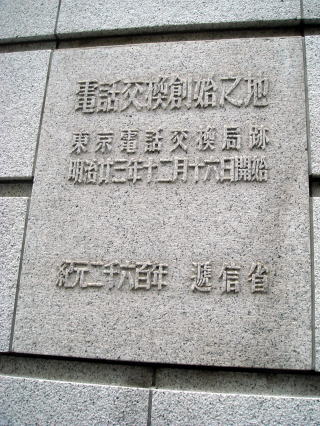 電話交換創始之地
東京電話交換局跡
明治廿三年十二月十六日開始
紀元二千六百年 遞信省